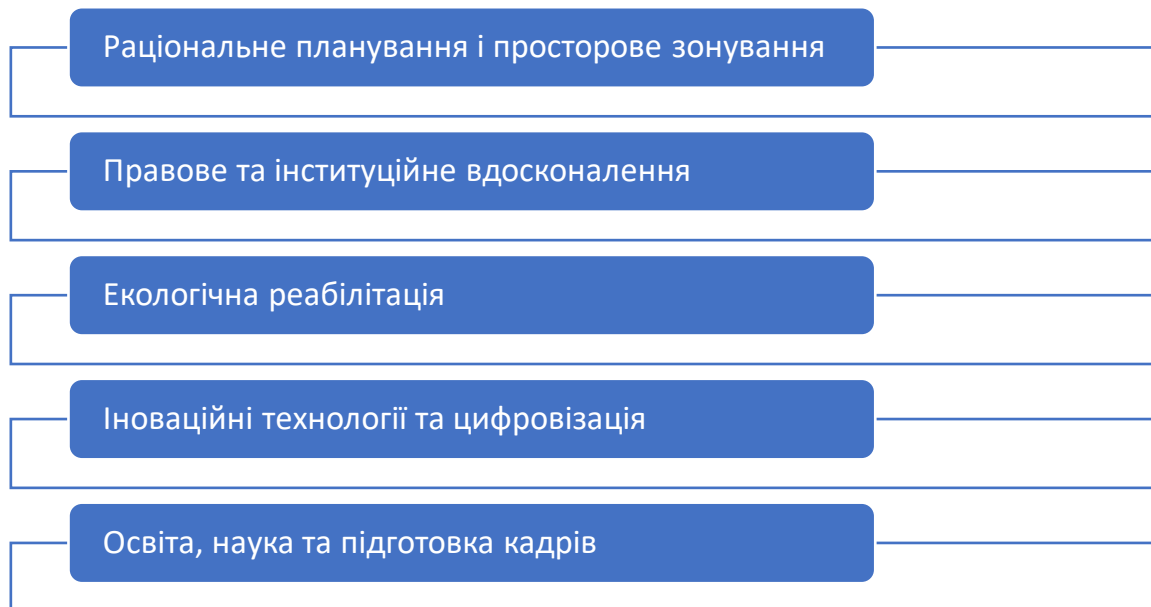 Раціональне планування і просторове зонування
Правове та інституційне вдосконалення
Екологічна реабілітація
Іноваційні технології та цифровізація
Освіта, наука та підготовка кадрів